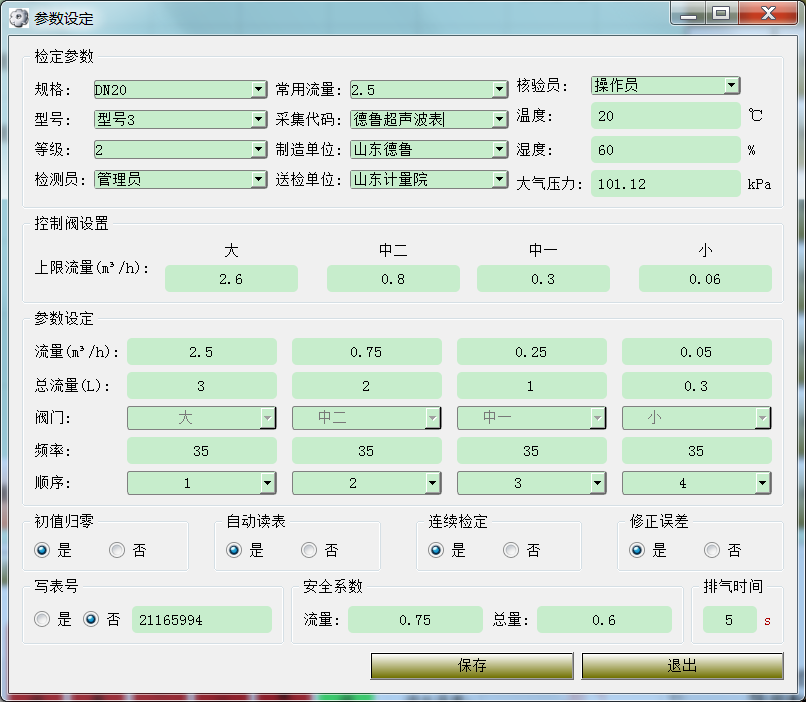 参数设定
检定参数
规格: DN20 常用流量: 2.5 核验员: 操作员
型号: 型号3 采集代码: 德鲁超声波表 温度: 20 ℃
等级: 2 制造单位: 山东德鲁 湿度: 60 %
检测员: 管理员 送检单位: 山东计量院 大气压力: 101.12 kPa
控制阀设置
大 中二 中一 小
上限流量(m³/h): 2.6 0.8 0.3 0.06
参数设定
流量(m³/h): 2.5 0.75 0.25 0.05
总流量(L): 3 2 1 0.3
阀门: 大 中二 中一 小
频率: 35 35 35 35
顺序: 1 2 3 4
初值归零 自动读表 连续检定 修正误差
是 否 是 否 是 否 是 否
写表号 安全系数 排气时间
是 否 21165994 流量: 0.75 总量: 0.6 5 s
保存 退出